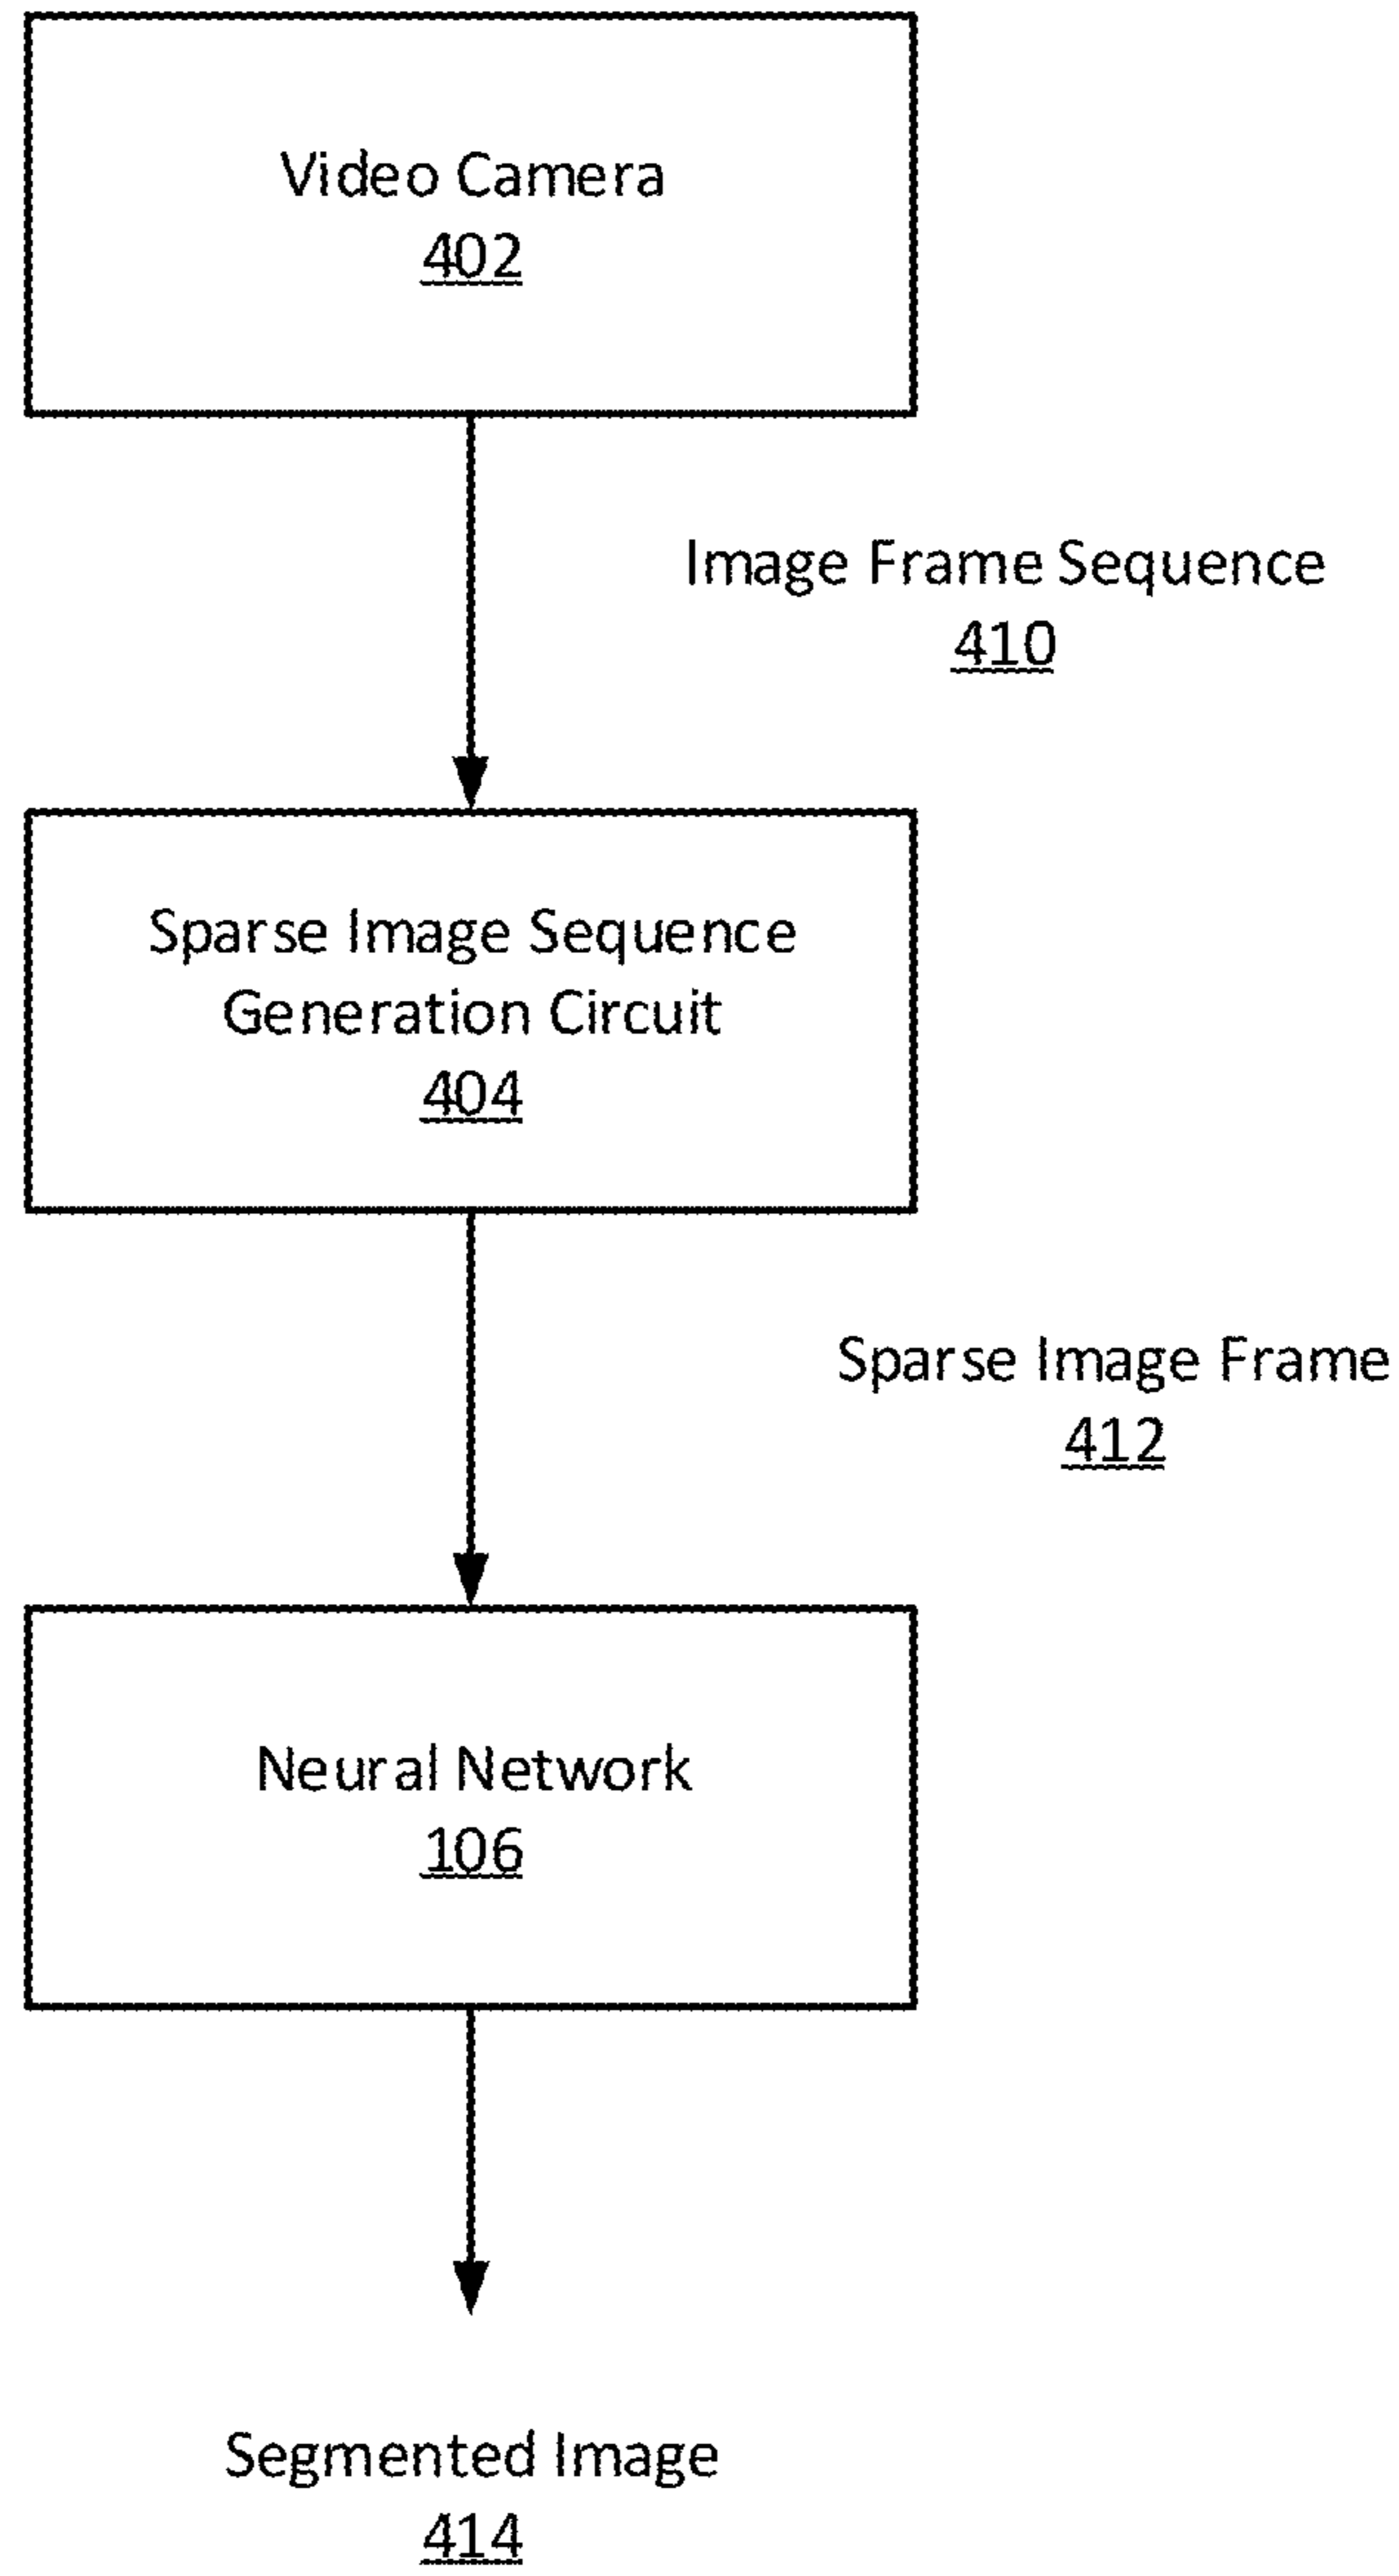 Video Camera
402
Image Frame Sequence
410
Sparse Image Sequence
Generation Circuit
404
Sparse Image Frame
412
Neural Network
106
Segmented Image
414